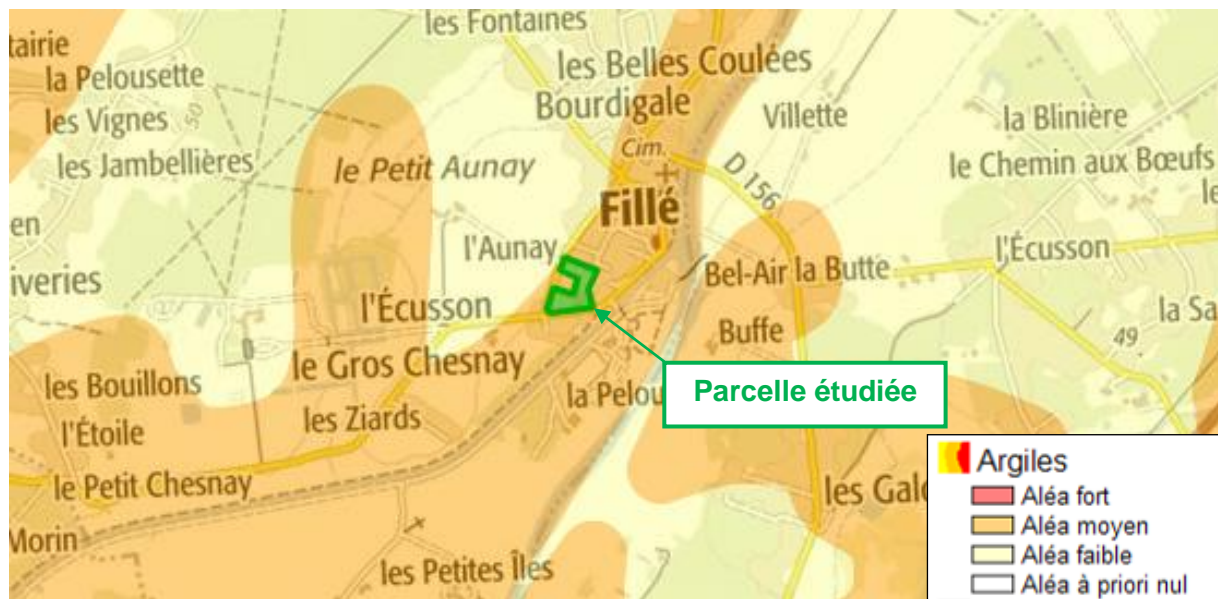 les Fontaines
tairie
la Pelousette
les Belles Coulées
Bourdigale
Villette
la Blinière
les Vignes
50
les Jambellières
le Petit Aunay
Cim.
D 156
le Chemin aux Bœufs
le
Fillé
en
l'Aunay
l'Écusson
Bel-Air
la Butte
iveries
l'Écusson
la Sa
49
Buffe
le Gros Chesnay
les Bouillons
la Pelou
Parcelle étudiée
les Ziards
l'Étoile
le Petit Chesnay
les Galo
Morin
les Petites Îles
Argiles
Aléa fort
Aléa moyen
Aléa faible
Aléa à priori nul